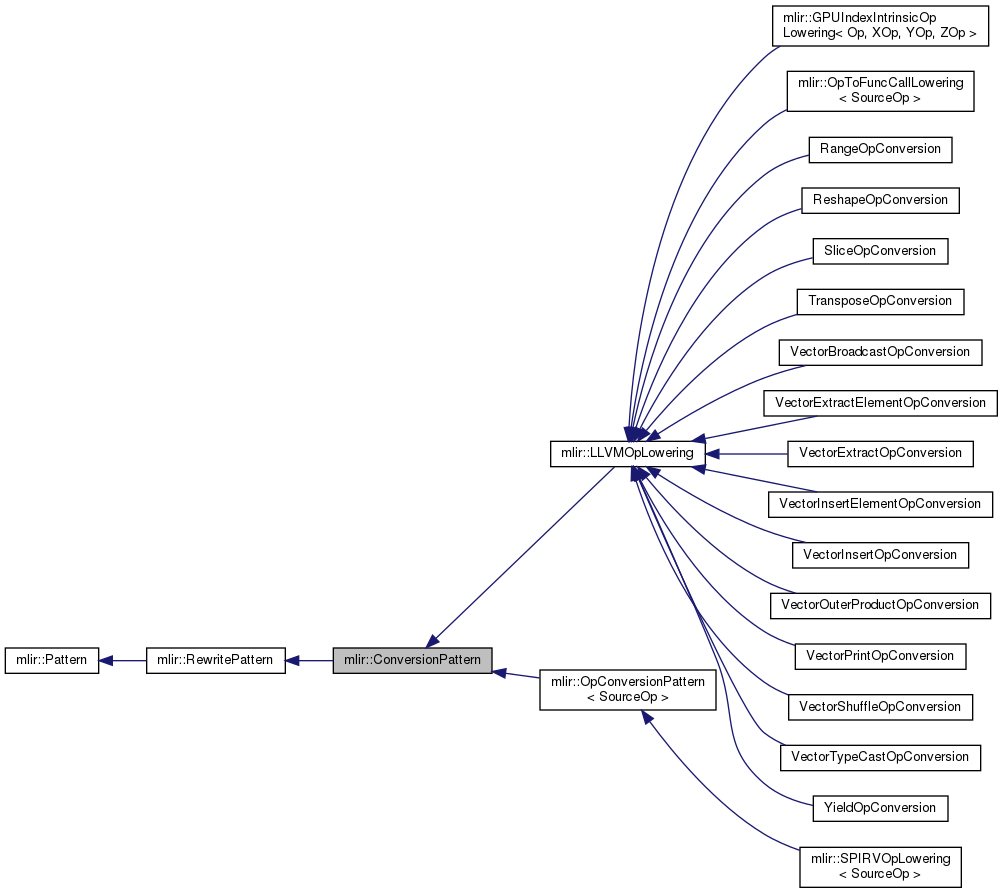 mlir::GPUIndexIntrinsicOp
Lowering< Op, XOp, YOp, ZOp >
mlir::OpToFuncCallLowering
< SourceOp >
RangeOpConversion
ReshapeOpConversion
SliceOpConversion
TransposeOpConversion
VectorBroadcastOpConversion
VectorExtractElementOpConversion
mlir::LLVMOpLowering
VectorExtractOpConversion
VectorInsertElementOpConversion
VectorInsertOpConversion
VectorOuterProductOpConversion
mlir::Pattern
mlir::RewritePattern
mlir::ConversionPattern
VectorPrintOpConversion
mlir::OpConversionPattern
< SourceOp >
VectorShuffleOpConversion
VectorTypeCastOpConversion
YieldOpConversion
mlir::SPIRVOpLowering
< SourceOp >